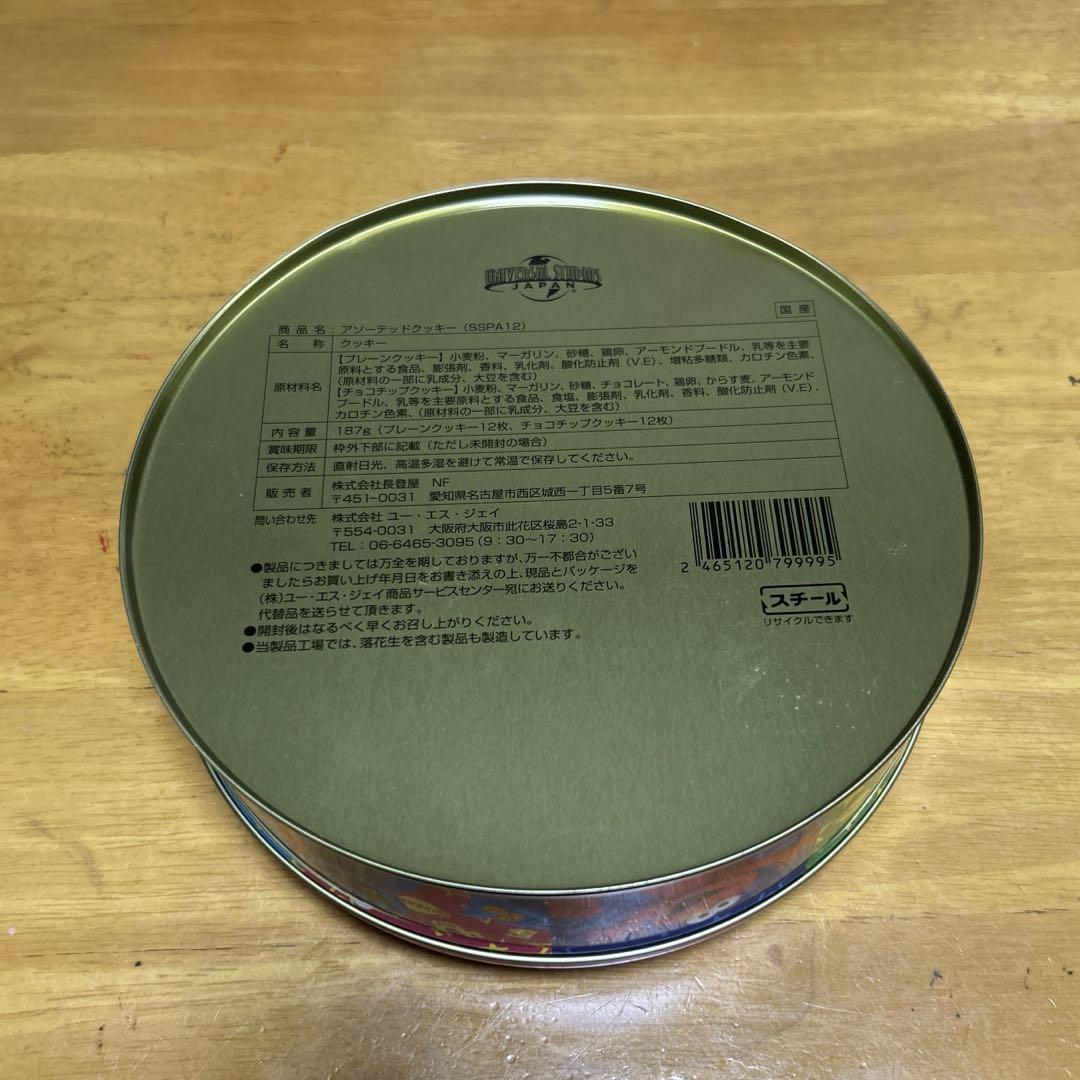 UNIVERSAL STUDIOS
JAPAN
国産
商品名：アソーテッドクッキー（SSPA12）
名称 クッキー
原材料名 【プレーンクッキー】小麦粉、マーガリン、砂糖、鶏卵、アーモンドプードル、乳等を主要
原料とする食品、膨張剤、香料、乳化剤、酸化防止剤（V.E）、増粘多糖類、カロチン色素、
（原材料の一部に乳成分、大豆を含む）
【チョコチップクッキー】小麦粉、マーガリン、砂糖、チョコレート、鶏卵、からす麦、アーモンド
プードル、乳等を主要原料とする食品、食塩、膨張剤、乳化剤、香料、酸化防止剤（V.E）、
カロチン色素、（原材料の一部に乳成分、大豆を含む）
内容量 187g（プレーンクッキー12枚、チョコチップクッキー12枚）
賞味期限 枠外下部に記載（ただし未開封の場合）
保存方法 直射日光、高温多湿を避けて常温で保存してください。
販売者 株式会社長登屋 NF
〒451-0031 愛知県名古屋市西区城西一丁目5番7号
問い合わせ先 株式会社 ユー・エス・ジェイ
〒554-0031 大阪府大阪市此花区桜島2-1-33
TEL：06-6465-3095（9：30〜17：30）
●製品につきましては万全を期しておりますが、万一不都合がござい
ましたらお買い上げ年月日をお書き添えの上、現品とパッケージを
（株）ユー・エス・ジェイ商品サービスセンター宛にお送りください。
代替品を送らせて頂きます。
●開封後はなるべく早くお召し上がりください。
●当製品工場では、落花生を含む製品も製造しています。
2 465120 799995
スチール
リサイクルできます